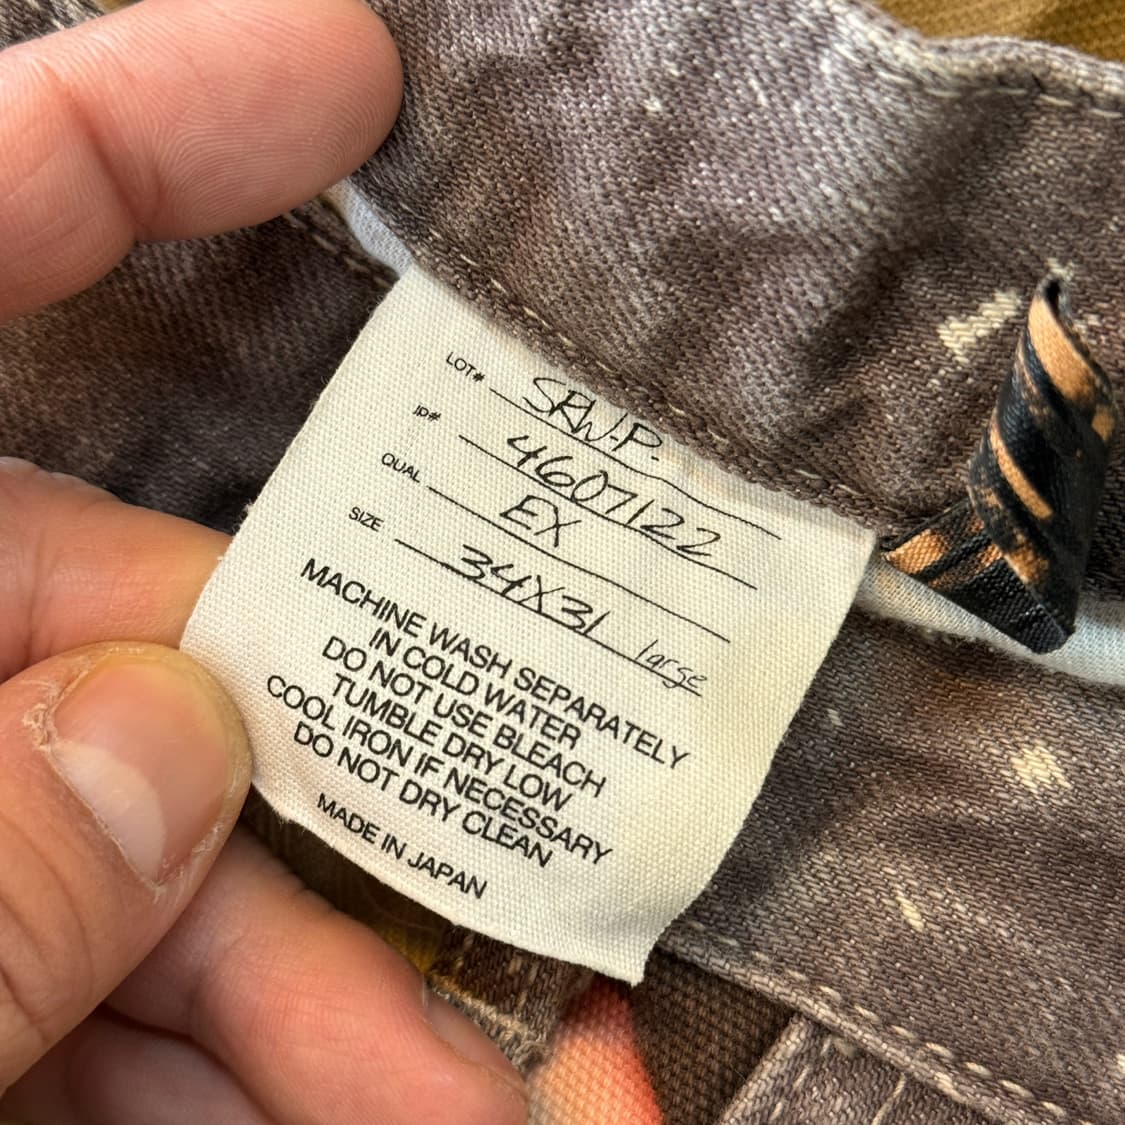 LOT# SRW-P.
IP# 4607122
QUAL EX
SIZE 34X31 large
MACHINE WASH SEPARATELY
IN COLD WATER
DO NOT USE BLEACH
TUMBLE DRY LOW
COOL IRON IF NECESSARY
DO NOT DRY CLEAN
MADE IN JAPAN